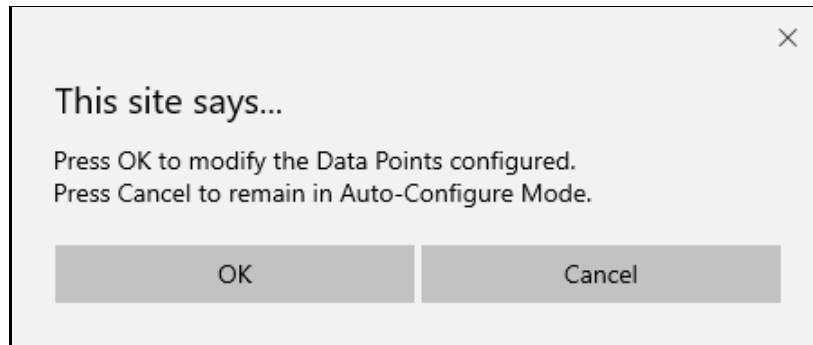 This site says...
Press OK to modify the Data Points configured.
Press Cancel to remain in Auto-Configure Mode.
OK
Cancel